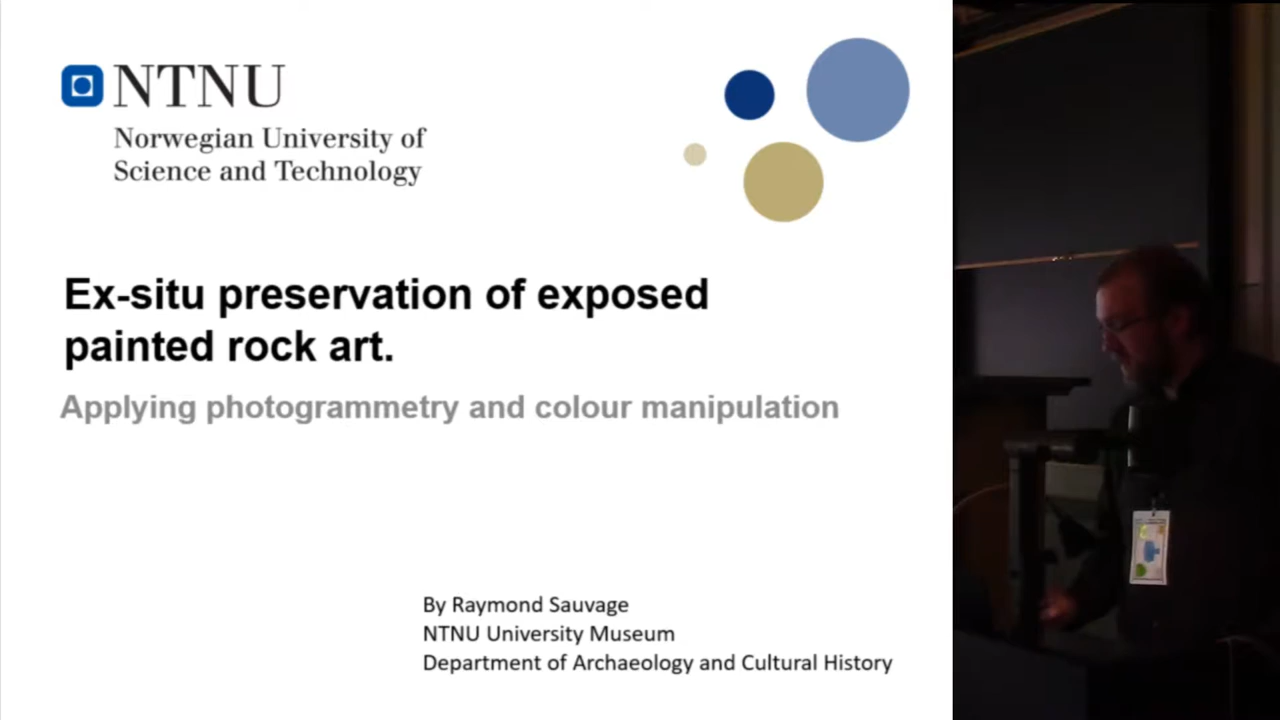 NTNU
Norwegian University of
Science and Technology
Ex-situ preservation of exposed
painted rock art.
Applying photogrammetry and colour manipulation
By Raymond Sauvage
NTNU University Museum
Department of Archaeology and Cultural History